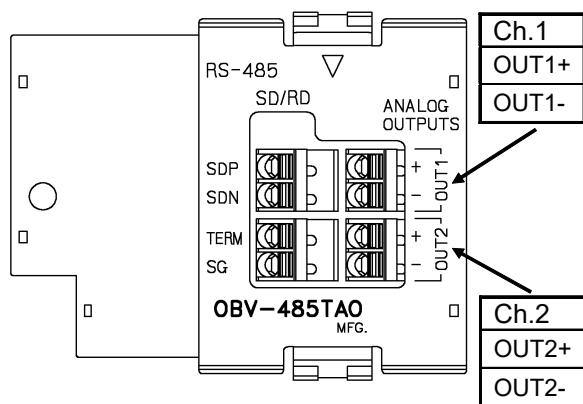 RS-485
SD/RD
ANALOG
OUTPUTS
SDP
SDN
TERM
SG
+
-
OUT1
+
-
OUT2
OBV-485TAO
MFG.
Ch.1
OUT1+
OUT1-
Ch.2
OUT2+
OUT2-